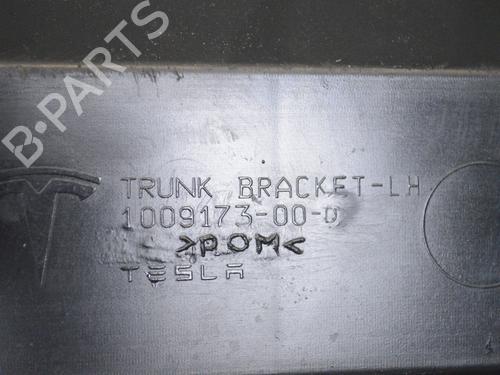 B-PARTS
TRUNK BRACKET-LH
1009173-00-D
>POM<
TESLA